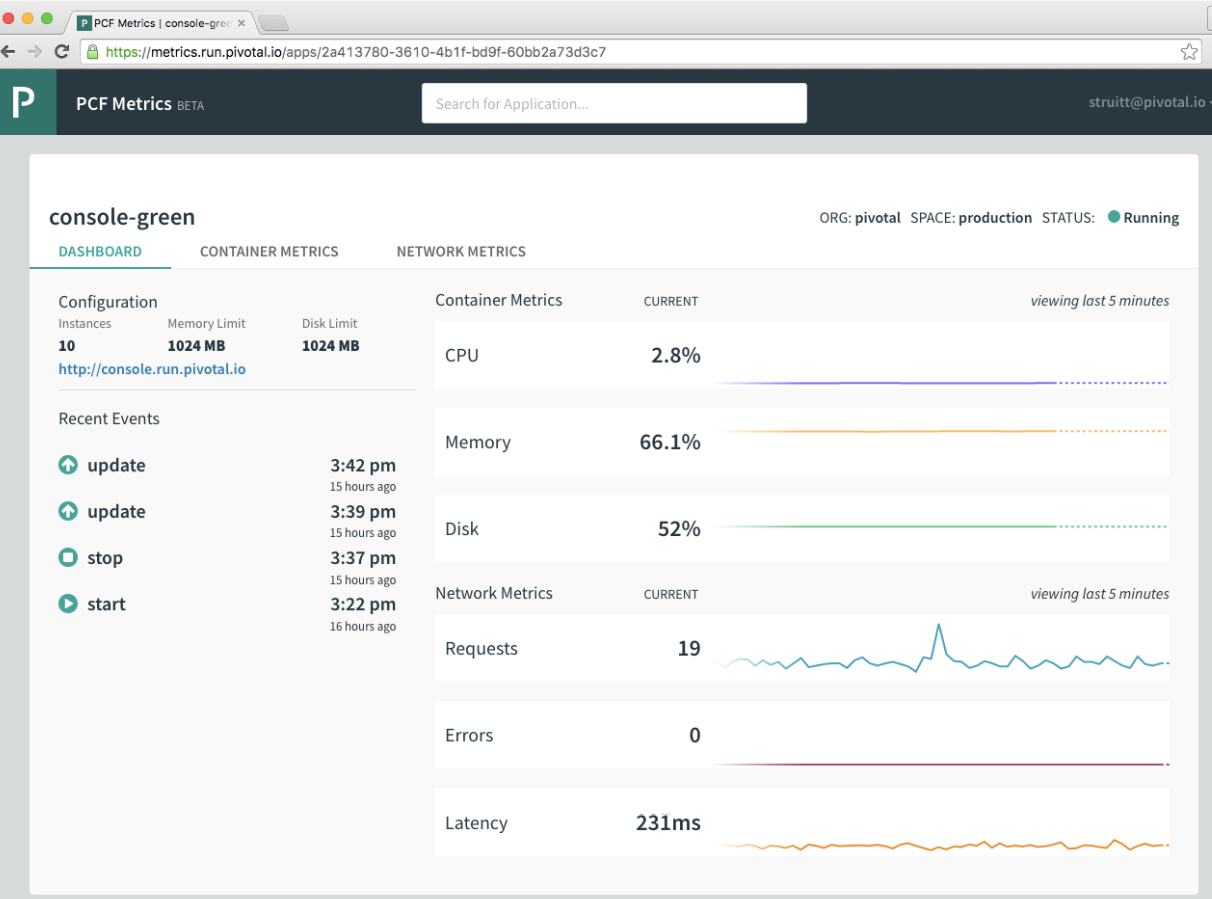 PCF Metrics | console-gree
https://metrics.run.pivotal.io/apps/2a413780-3610-4b1f-bd9f-60bb2a73d3c7
P PCF Metrics BETA Search for Application... struitt@pivotal.io
console-green ORG: pivotal SPACE: production STATUS: Running
DASHBOARD CONTAINER METRICS NETWORK METRICS
Configuration
Instances Memory Limit Disk Limit
10 1024 MB 1024 MB
http://console.run.pivotal.io
Recent Events
update 3:42 pm
15 hours ago
update 3:39 pm
15 hours ago
stop 3:37 pm
15 hours ago
start 3:22 pm
16 hours ago
Container Metrics CURRENT viewing last 5 minutes
CPU 2.8%
Memory 66.1%
Disk 52%
Network Metrics CURRENT viewing last 5 minutes
Requests 19
Errors 0
Latency 231ms